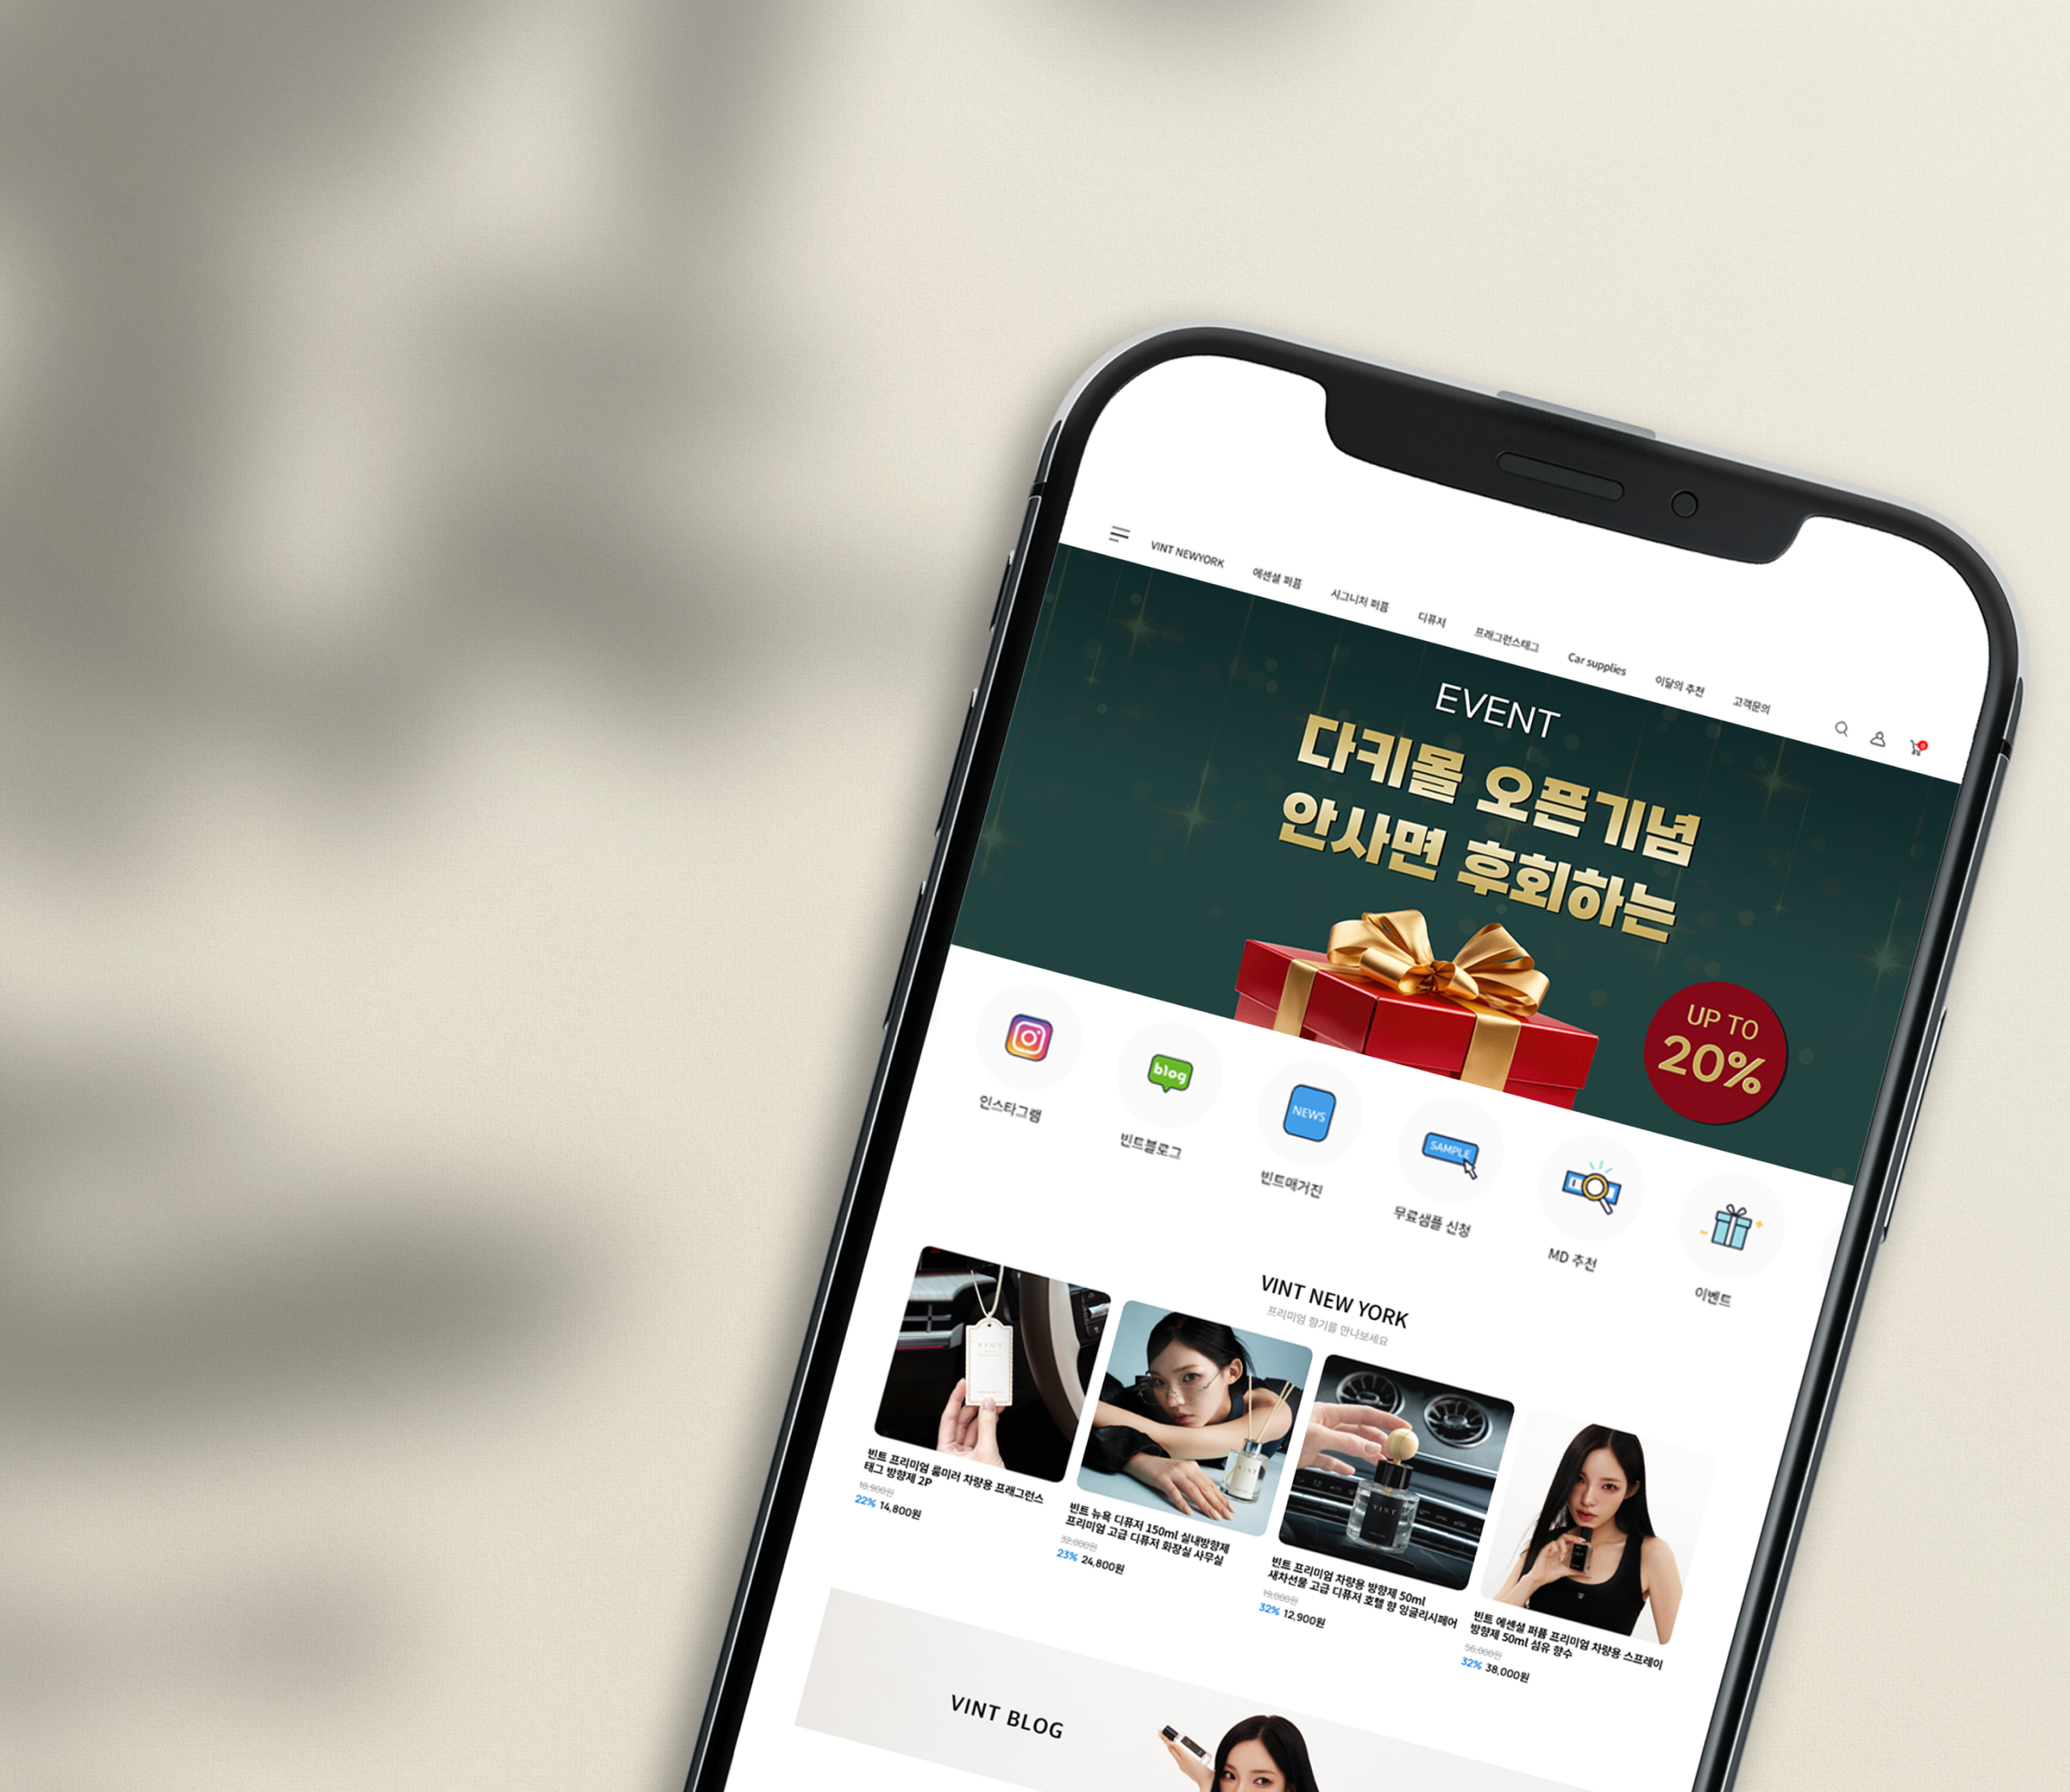 VINT NEWYORK 에센셜 퍼퓸 시그니처 퍼퓸 디퓨저 프래그런스태그 Car supplies 이달의 추천 고객문의
0
EVENT
다키몰 오픈기념
안사면 후회하는
UP TO
20%
blog
NEWS
SAMPLE
인스타그램
빈트블로그
빈트매거진
무료샘플 신청
MD 추천
이벤트
VINT NEW YORK
프리미엄 향기를 만나보세요
VINT
VINT
VINT
빈트 프리미엄 룸미러 차량용 프래그런스
태그 방향제 2P
18,900원
22% 14,800원
빈트 뉴욕 디퓨저 150ml 실내방향제
프리미엄 고급 디퓨저 화장실 사무실
32,000원
23% 24,800원
빈트 프리미엄 차량용 방향제 50ml
새차선물 고급 디퓨저 호텔 향 잉글리시페어
19,000원
32% 12,900원
빈트 에센셜 퍼퓸 프리미엄 차량용 스프레이
방향제 50ml 섬유 향수
56,000원
32% 38,000원
VINT BLOG